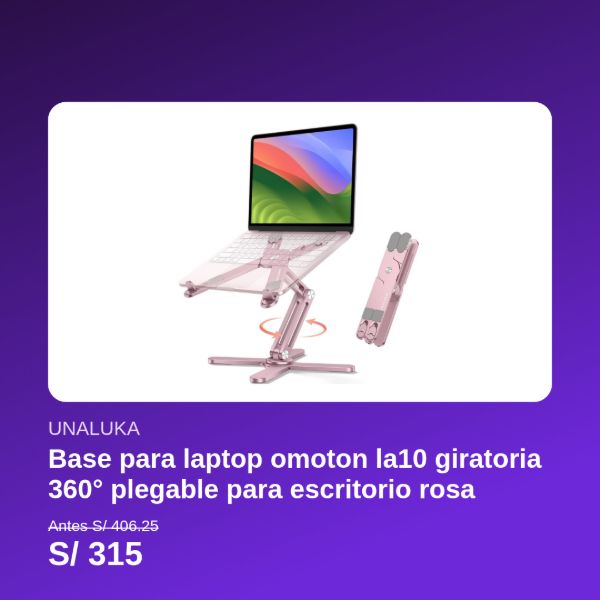 UNALUKA
Base para laptop omoton la10 giratoria
360° plegable para escritorio rosa
Antes S/ 406.25
S/ 315